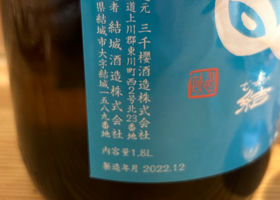 元 三千櫻酒造株式会社
道上川郡東川町西2号北23番地
者 結城酒造株式会社
県結城市大字結城一五八九番地
内容量1.8L
製造年月 2022.12
結